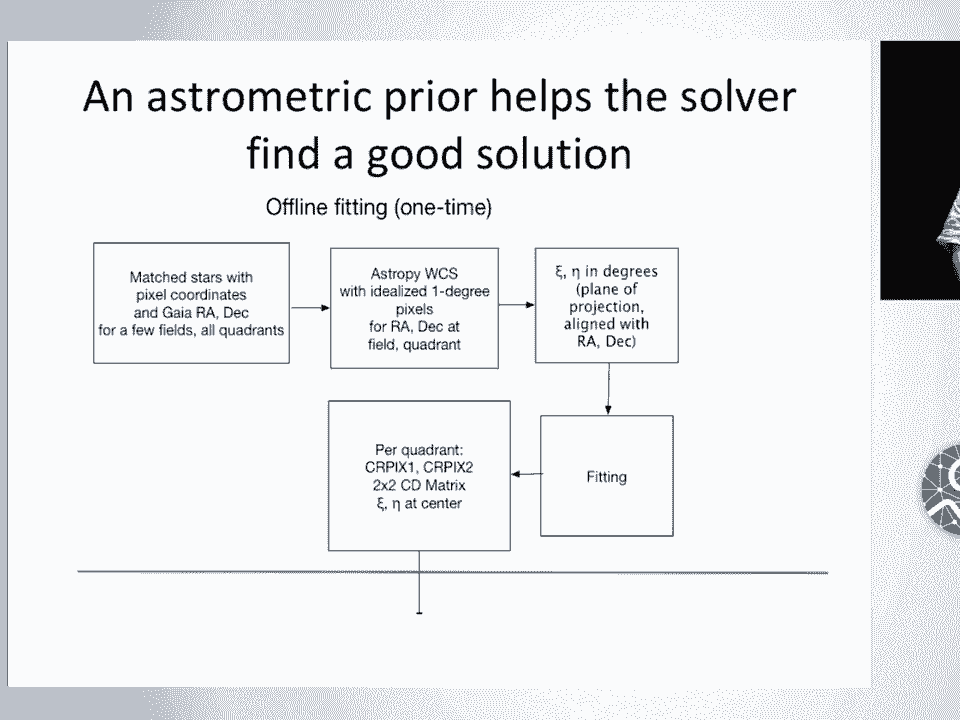 An astrometric prior helps the solver
find a good solution
Offline fitting (one-time)
Matched stars with
pixel coordinates
and Gaia RA, Dec
for a few fields, all quadrants
Astropy WCS
with idealized 1-degree
pixels
for RA, Dec at
field, quadrant
ξ, η in degrees
(plane of
projection,
aligned with
RA, Dec)
Per quadrant:
CRPIX1, CRPIX2
2x2 CD Matrix
ξ, η at center
Fitting